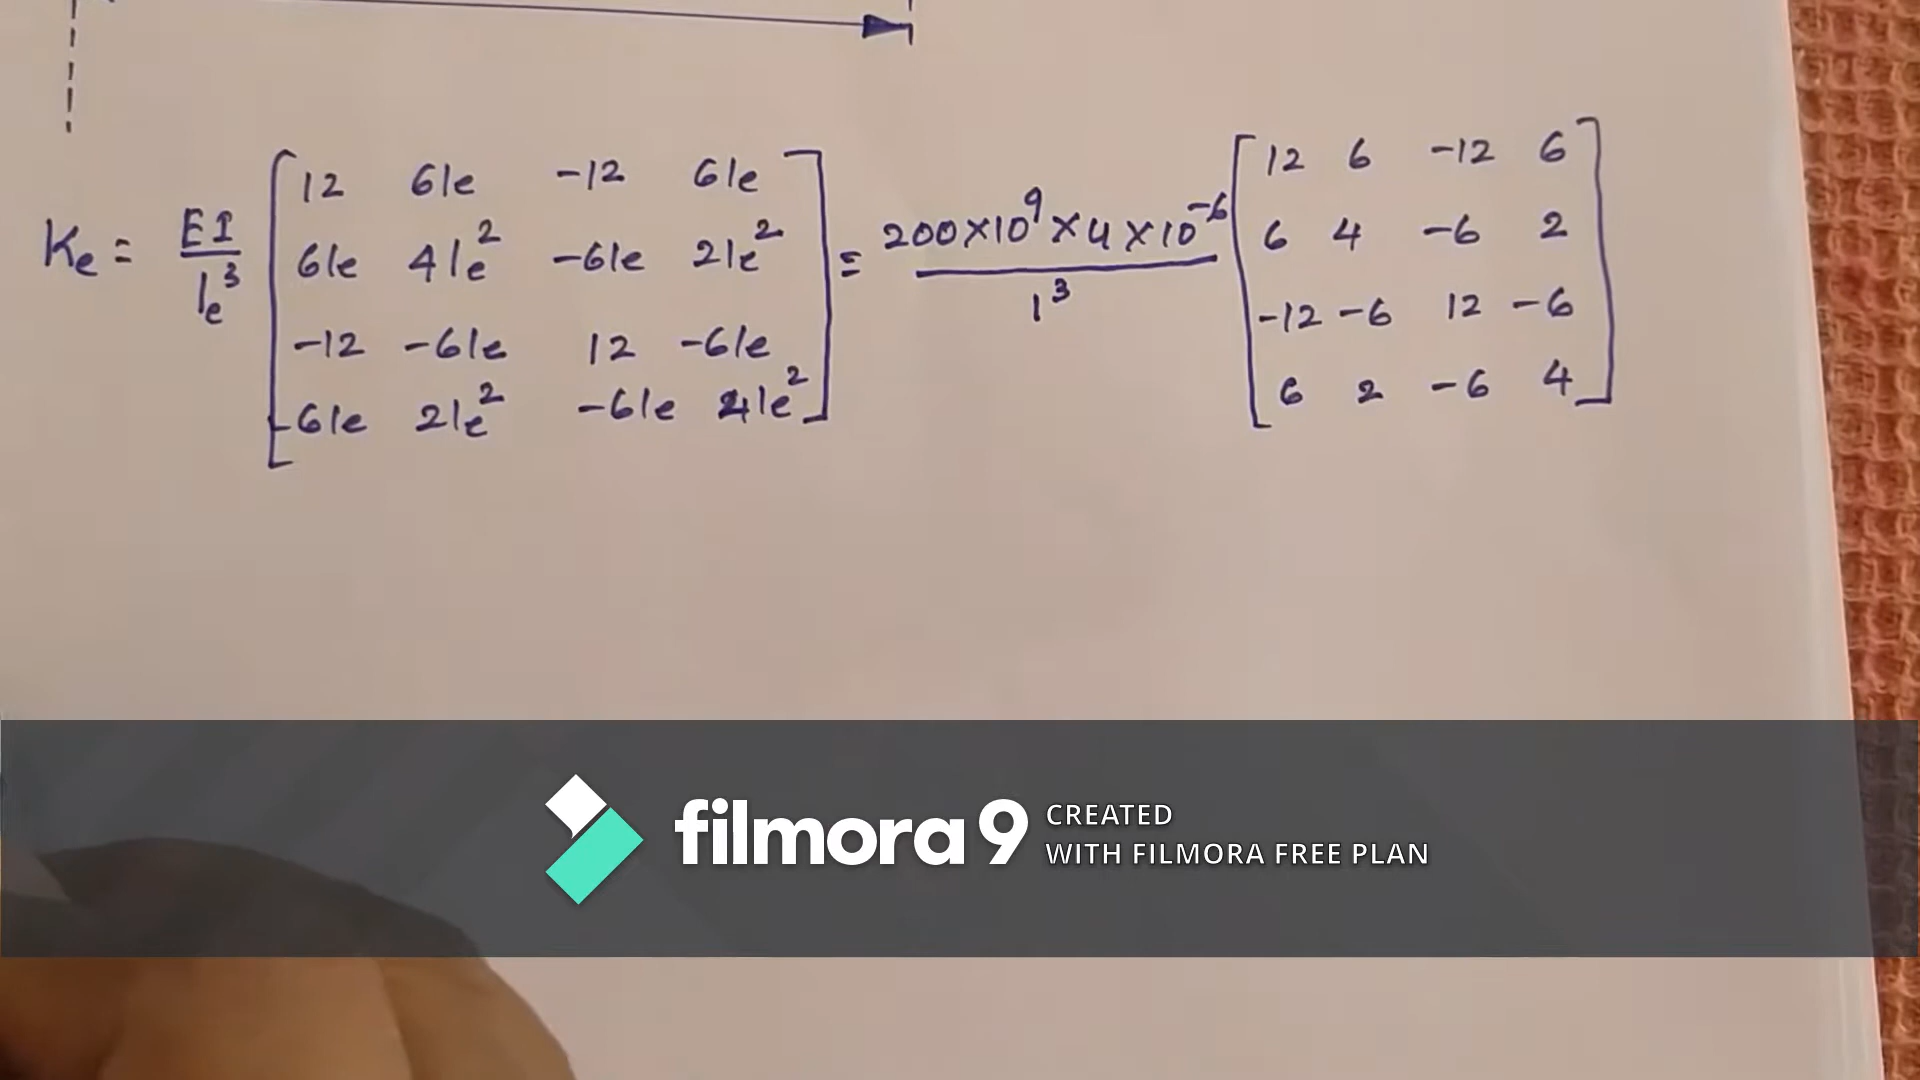 12 6le -12 6le
6le 4le² -6le 2le²
-12 -6le 12 -6le
-6le 2le² -6le 4le²
Ke = EI/le³ = 200×10⁹×4×10⁻⁶/1³
12 6 -12 6
6 4 -6 2
-12 -6 12 -6
6 2 -6 4
filmora9 CREATED
WITH FILMORA FREE PLAN